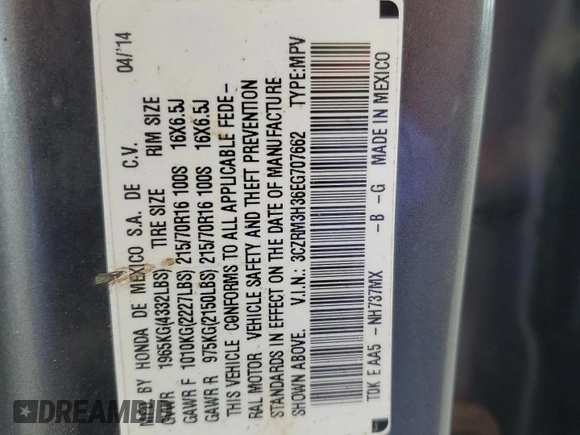 MFD BY HONDA DE MEXICO S.A. DE C.V. 04/'14
GVWR 1965KG(4332LBS) TIRE SIZE RIM SIZE
GAWR F 1010KG(2227LBS) 215/70R16 100S 16X6.5J
GAWR R 975KG(2150LBS) 215/70R16 100S 16X6.5J
THIS VEHICLE CONFORMS TO ALL APPLICABLE FEDE-
RAL MOTOR VEHICLE SAFETY AND THEFT PREVENTION
STANDARDS IN EFFECT ON THE DATE OF MANUFACTURE
SHOWN ABOVE. V.I.N.: 3CZRM3H36EG707662 TYPE:MPV
T0K E AA5 -NH737MX -B -G MADE IN MEXICO
DREAMBID